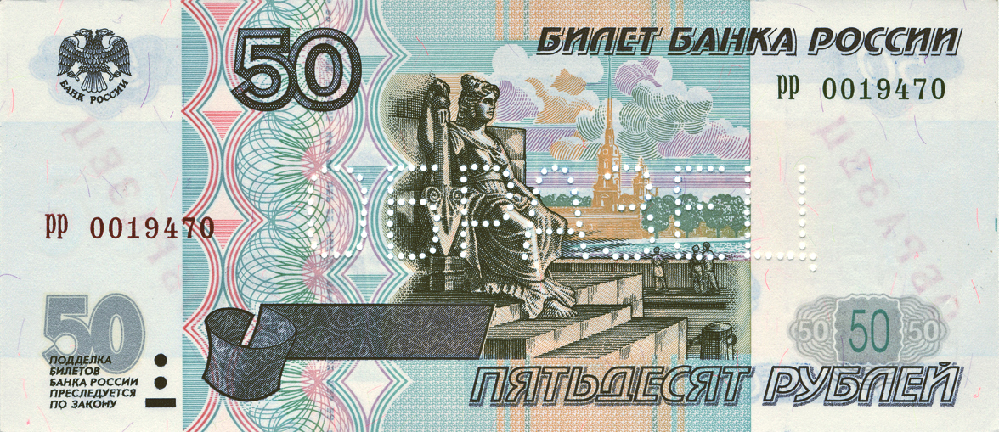 50
БИЛЕТ БАНКА РОССИИ
БАНК РОССИИ
рр 0019470
ОБРАЗЕЦ
рр 0019470
50
ПОДДЕЛКА
БИЛЕТОВ
БАНКА РОССИИ
ПРЕСЛЕДУЕТСЯ
ПО ЗАКОНУ
50 50 50
ПЯТЬДЕСЯТ РУБЛЕЙ